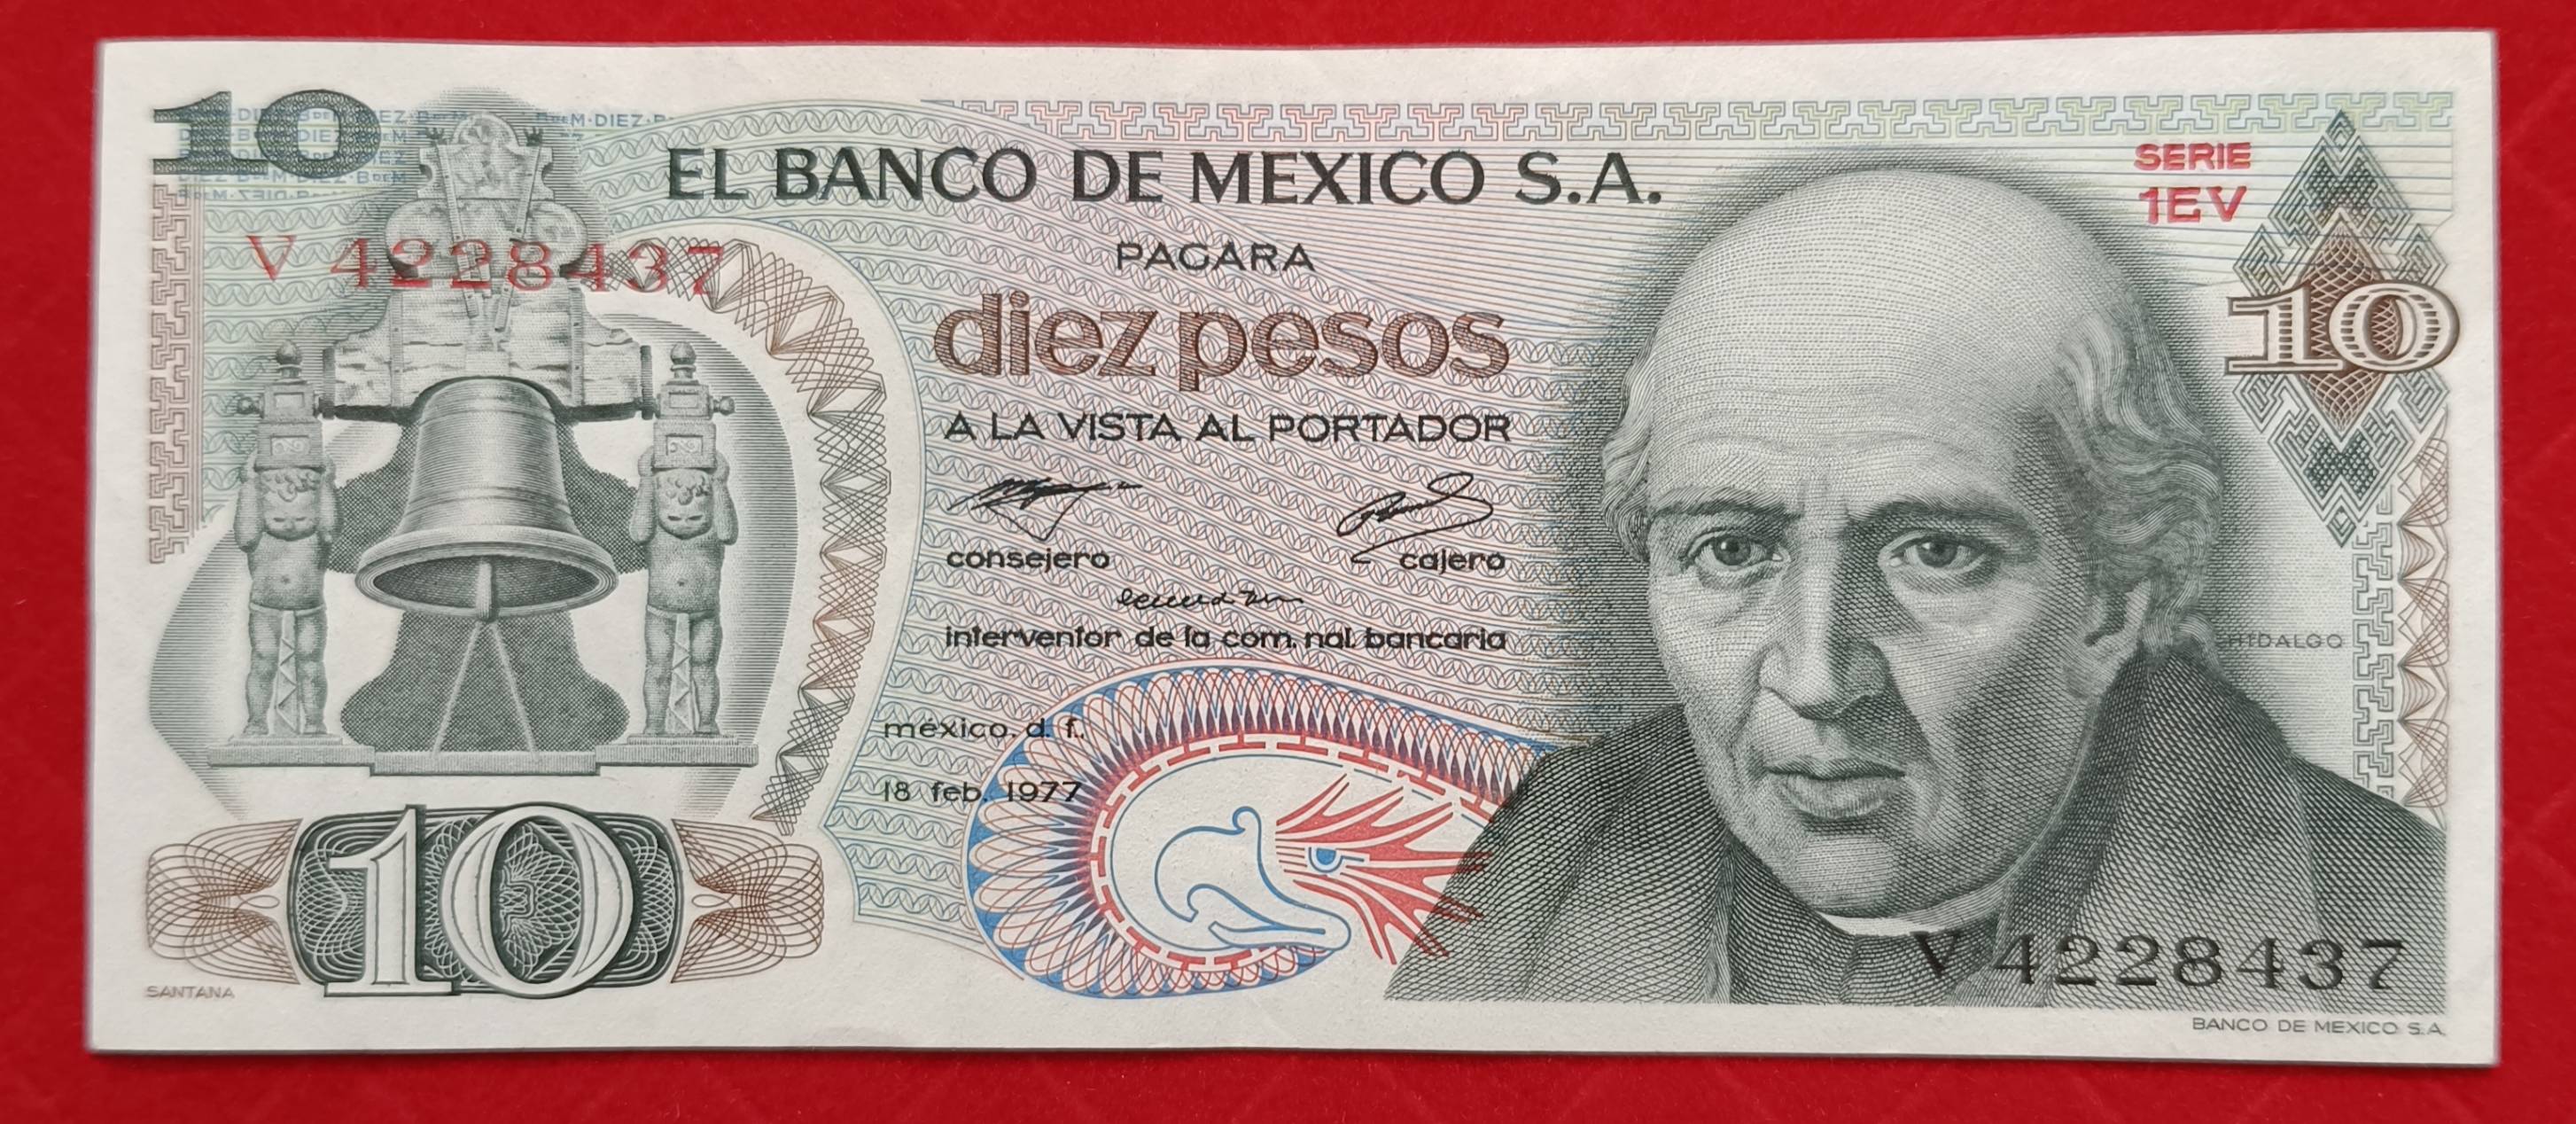 10
EL BANCO DE MEXICO S.A.
SERIE
1EV
V 4228437
PAGARA
diez pesos
10
A LA VISTA AL PORTADOR
consejero
cajero
interventor de la com. nal. bancaria
HIDALGO
méxico. d. f.
18 feb. 1977
10
V 4228437
SANTANA
BANCO DE MEXICO S.A.